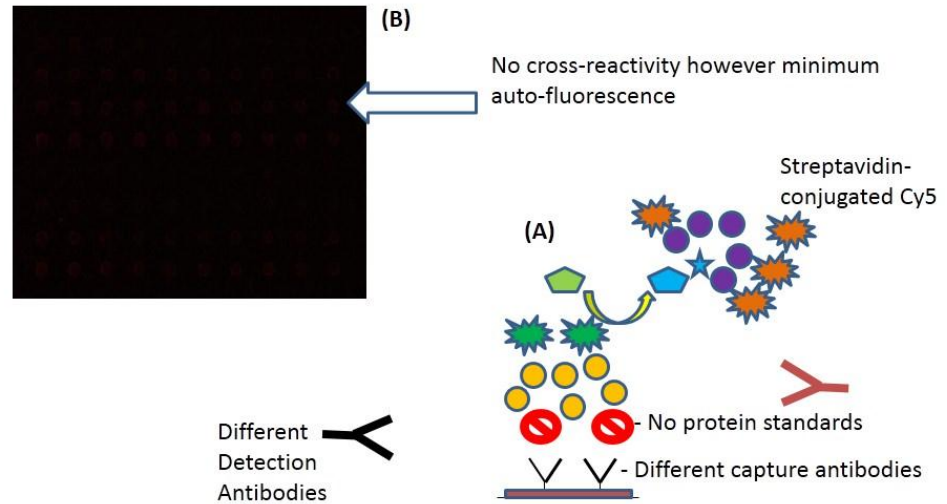 (B)
No cross-reactivity however minimum
auto-fluorescence
Streptavidin-
conjugated Cy5
(A)
- No protein standards
- Different capture antibodies
Different
Detection
Antibodies